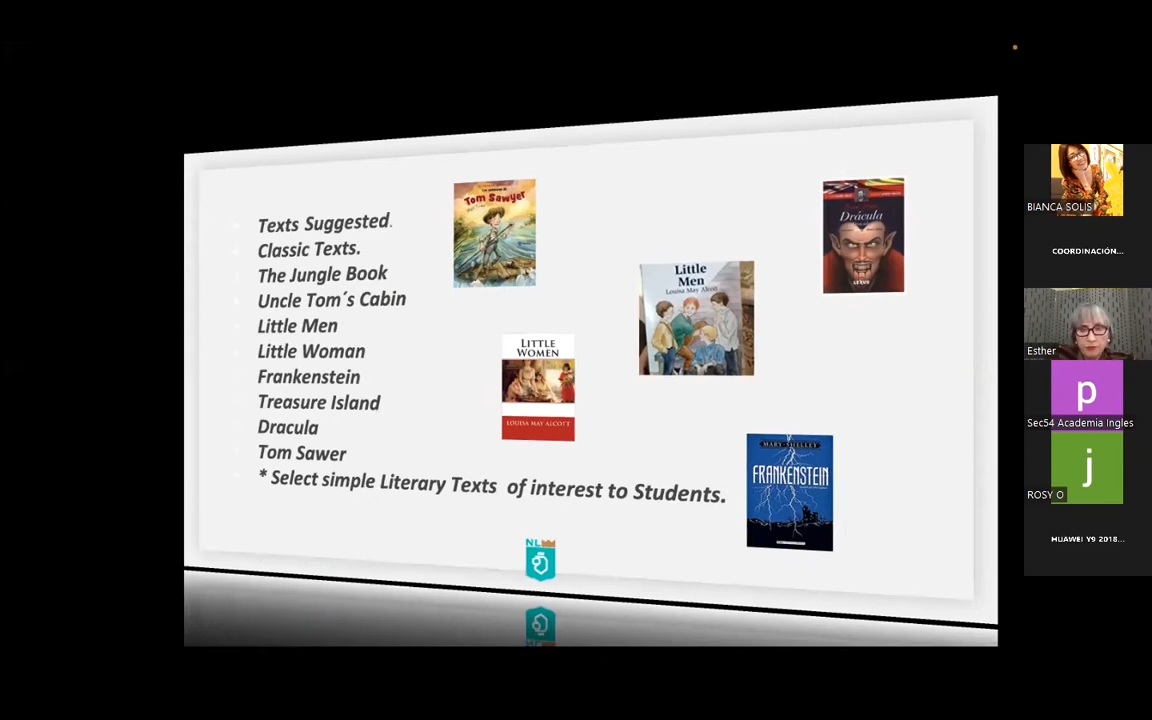 Texts Suggested.
Classic Texts.
The Jungle Book
Uncle Tom´s Cabin
Little Men
Little Woman
Frankenstein
Treasure Island
Dracula
Tom Sawer
* Select simple Literary Texts of interest to Students.
Tom Sawyer
Drácula
LEXUS
Little
Men
Louisa May Alcott
LITTLE
WOMEN
LOUISA MAY ALCOTT
MARY SHELLEY
FRANKENSTEIN
NL
BIANCA SOLIS
COORDINACIÓN...
Esther
p
Sec54 Academia Ingles
j
ROSY O
HUAWEI Y9 2018...